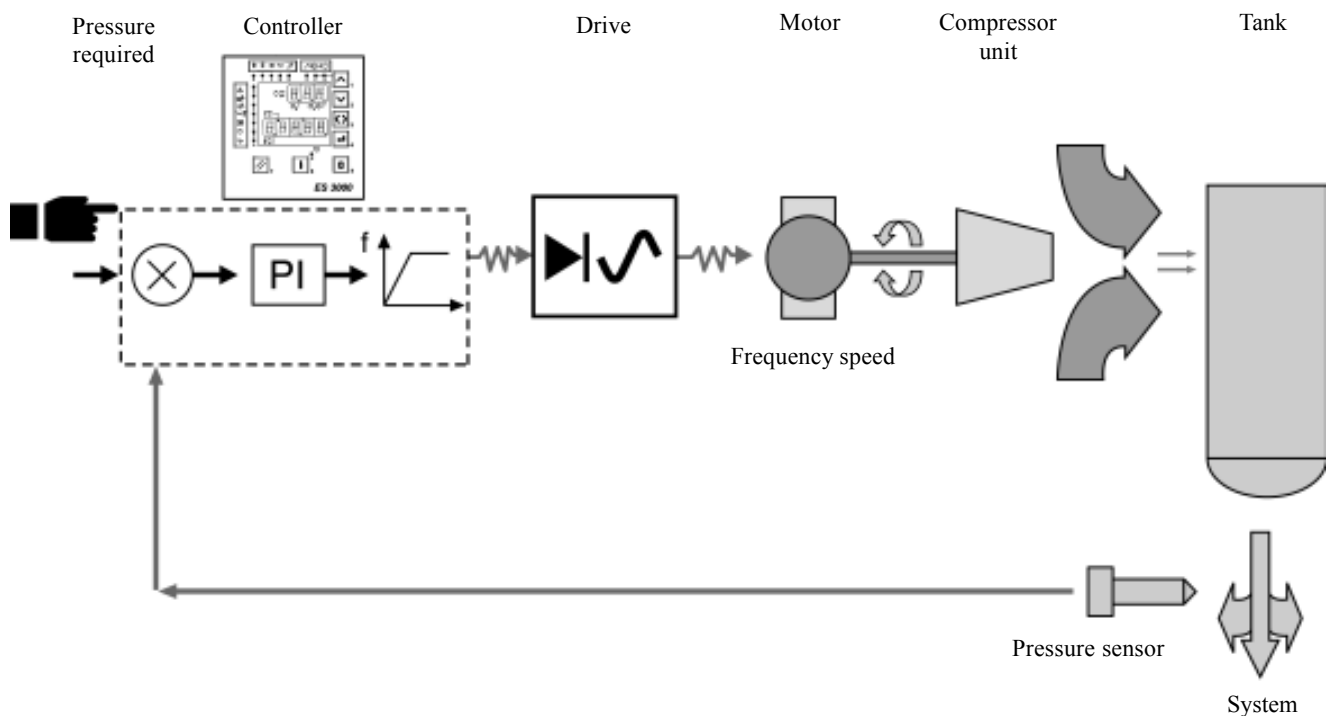 Pressure
required
Controller
Drive
Motor
Compressor
unit
Tank
ES 3000
f
PI
Frequency speed
Pressure sensor
System